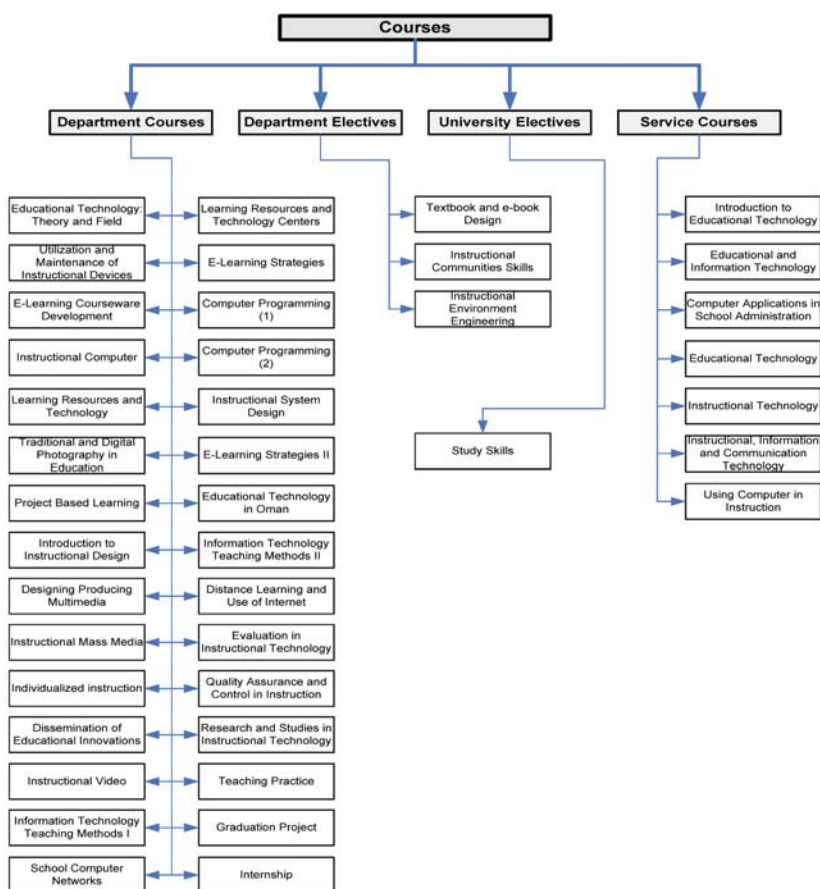 Courses
Department Courses
Department Electives
University Electives
Service Courses
Educational Technology:
Theory and Field
Utilization and
Maintenance of
Instructional Devices
E-Learning Courseware
Development
Instructional Computer
Learning Resources and
Technology
Traditional and Digital
Photography in
Education
Project Based Learning
Introduction to
Instructional Design
Designing Producing
Multimedia
Instructional Mass Media
Individualized instruction
Dissemination of
Educational Innovations
Instructional Video
Information Technology
Teaching Methods I
School Computer
Networks
Learning Resources and
Technology Centers
E-Learning Strategies
Computer Programming
(1)
Computer Programming
(2)
Instructional System
Design
E-Learning Strategies II
Educational Technology
in Oman
Information Technology
Teaching Methods II
Distance Learning and
Use of Internet
Evaluation in
Instructional Technology
Quality Assurance and
Control in Instruction
Research and Studies in
Instructional Technology
Teaching Practice
Graduation Project
Internship
Textbook and e-book
Design
Instructional
Communities Skills
Instructional
Environment
Engineering
Study Skills
Introduction to
Educational Technology
Educational and
Information Technology
Computer Applications in
School Administration
Educational Technology
Instructional Technology
Instructional, Information
and Communication
Technology
Using Computer in
Instruction